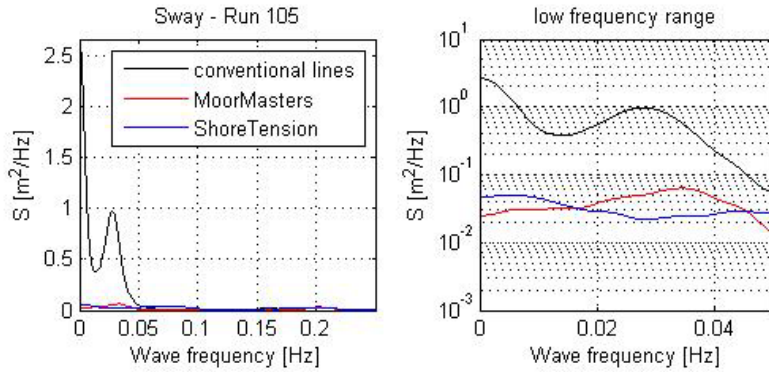 Sway - Run 105
S [m²/Hz]
2.5
2
1.5
1
0.5
0
conventional lines
MoorMasters
ShoreTension
0
0.05
0.1
0.15
0.2
Wave frequency [Hz]
low frequency range
S [m²/Hz]
10¹
10⁰
10⁻¹
10⁻²
10⁻³
0
0.02
0.04
Wave frequency [Hz]